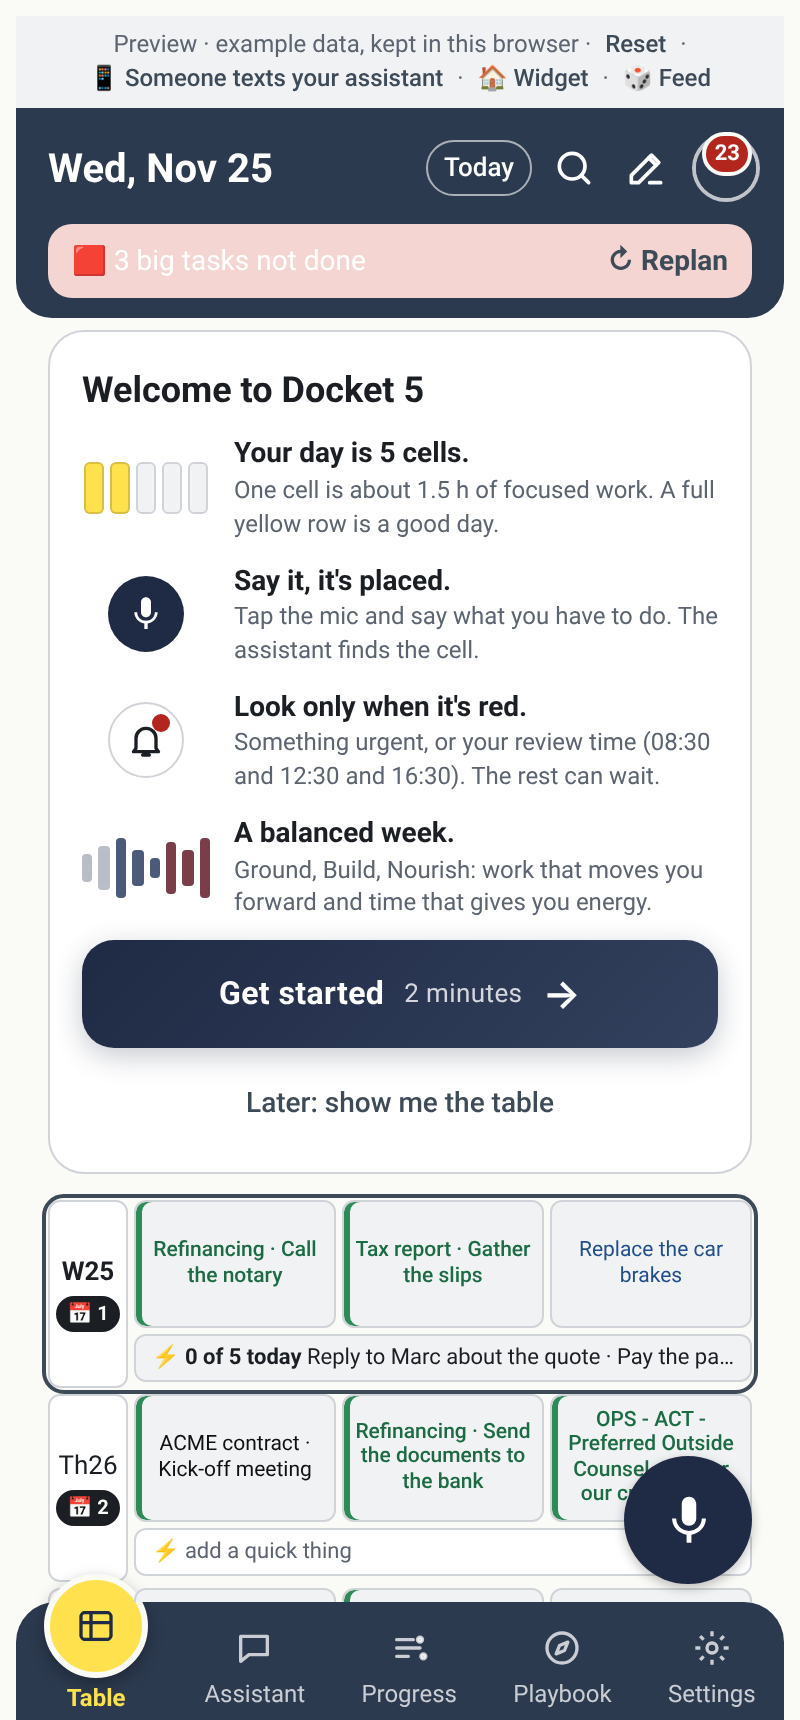 Preview · example data, kept in this browser · Reset ·
📱 Someone texts your assistant · 🏠 Widget · 🎲 Feed
Wed, Nov 25
Today
23
🟥 3 big tasks not done
Replan
Welcome to Docket 5
Your day is 5 cells.
One cell is about 1.5 h of focused work. A full
yellow row is a good day.
Say it, it's placed.
Tap the mic and say what you have to do. The
assistant finds the cell.
Look only when it's red.
Something urgent, or your review time (08:30
and 12:30 and 16:30). The rest can wait.
A balanced week.
Ground, Build, Nourish: work that moves you
forward and time that gives you energy.
Get started 2 minutes →
Later: show me the table
W25
📅 1
Refinancing · Call
the notary
Tax report · Gather
the slips
Replace the car
brakes
⚡ 0 of 5 today Reply to Marc about the quote · Pay the pa…
Th26
📅 2
ACME contract ·
Kick-off meeting
Refinancing · Send
the documents to
the bank
OPS - ACT -
Preferred Outside
Counsel
our
⚡ add a quick thing
Table
Assistant
Progress
Playbook
Settings